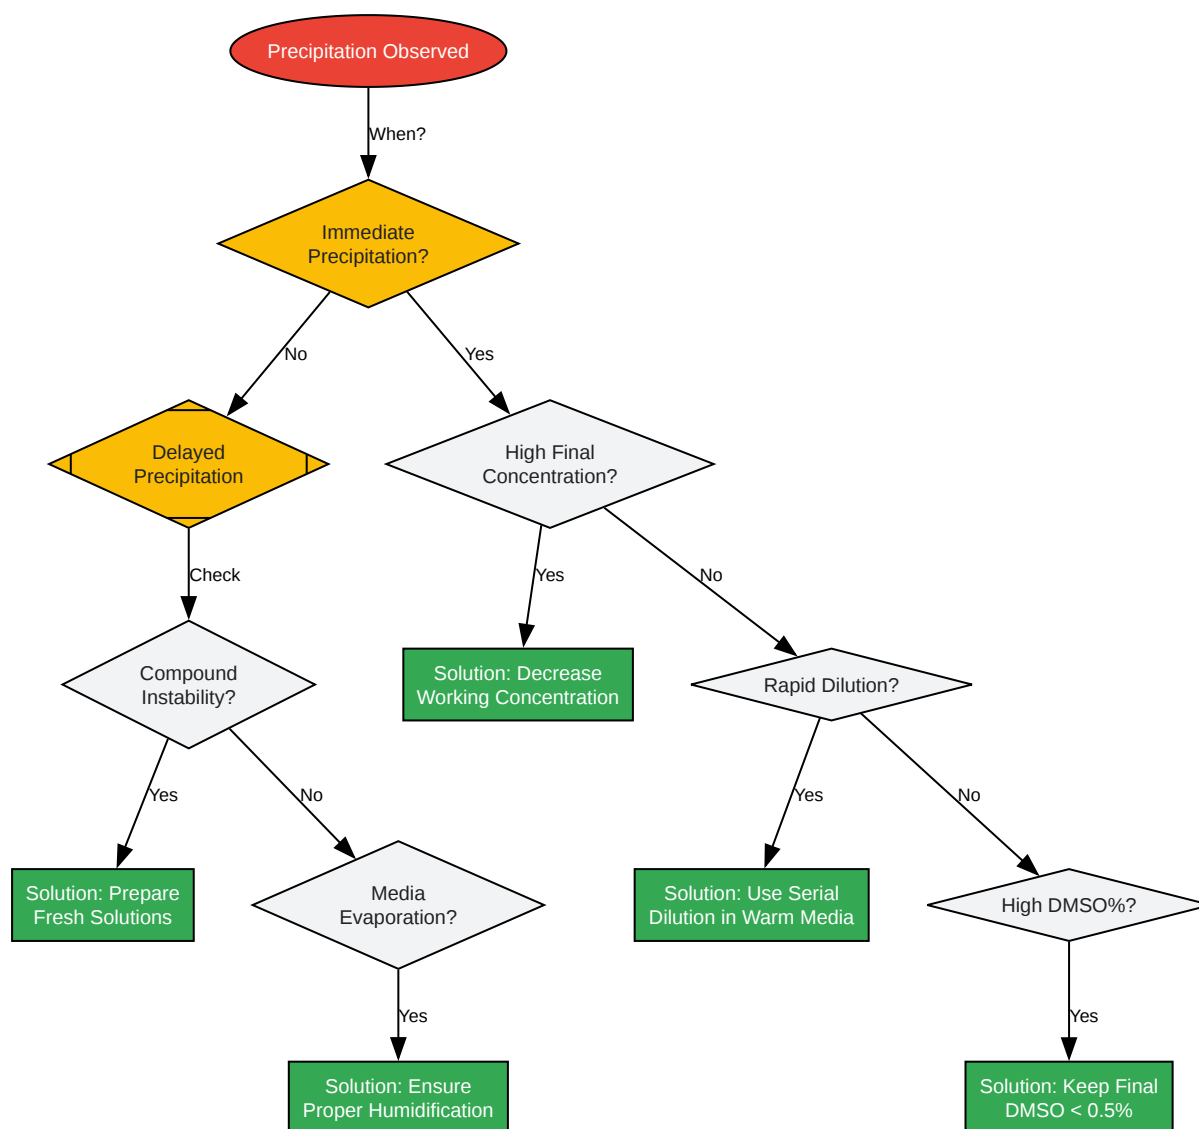 Precipitation Observed
When?
Immediate
Precipitation?
No
Yes
Delayed
Precipitation
High Final
Concentration?
Check
Yes
No
Compound
Instability?
Solution: Decrease
Working Concentration
Rapid Dilution?
Yes
No
Yes
No
Solution: Prepare
Fresh Solutions
Media
Evaporation?
Solution: Use Serial
Dilution in Warm Media
High DMSO%?
Yes
Yes
Solution: Ensure
Proper Humidification
Solution: Keep Final
DMSO < 0.5%